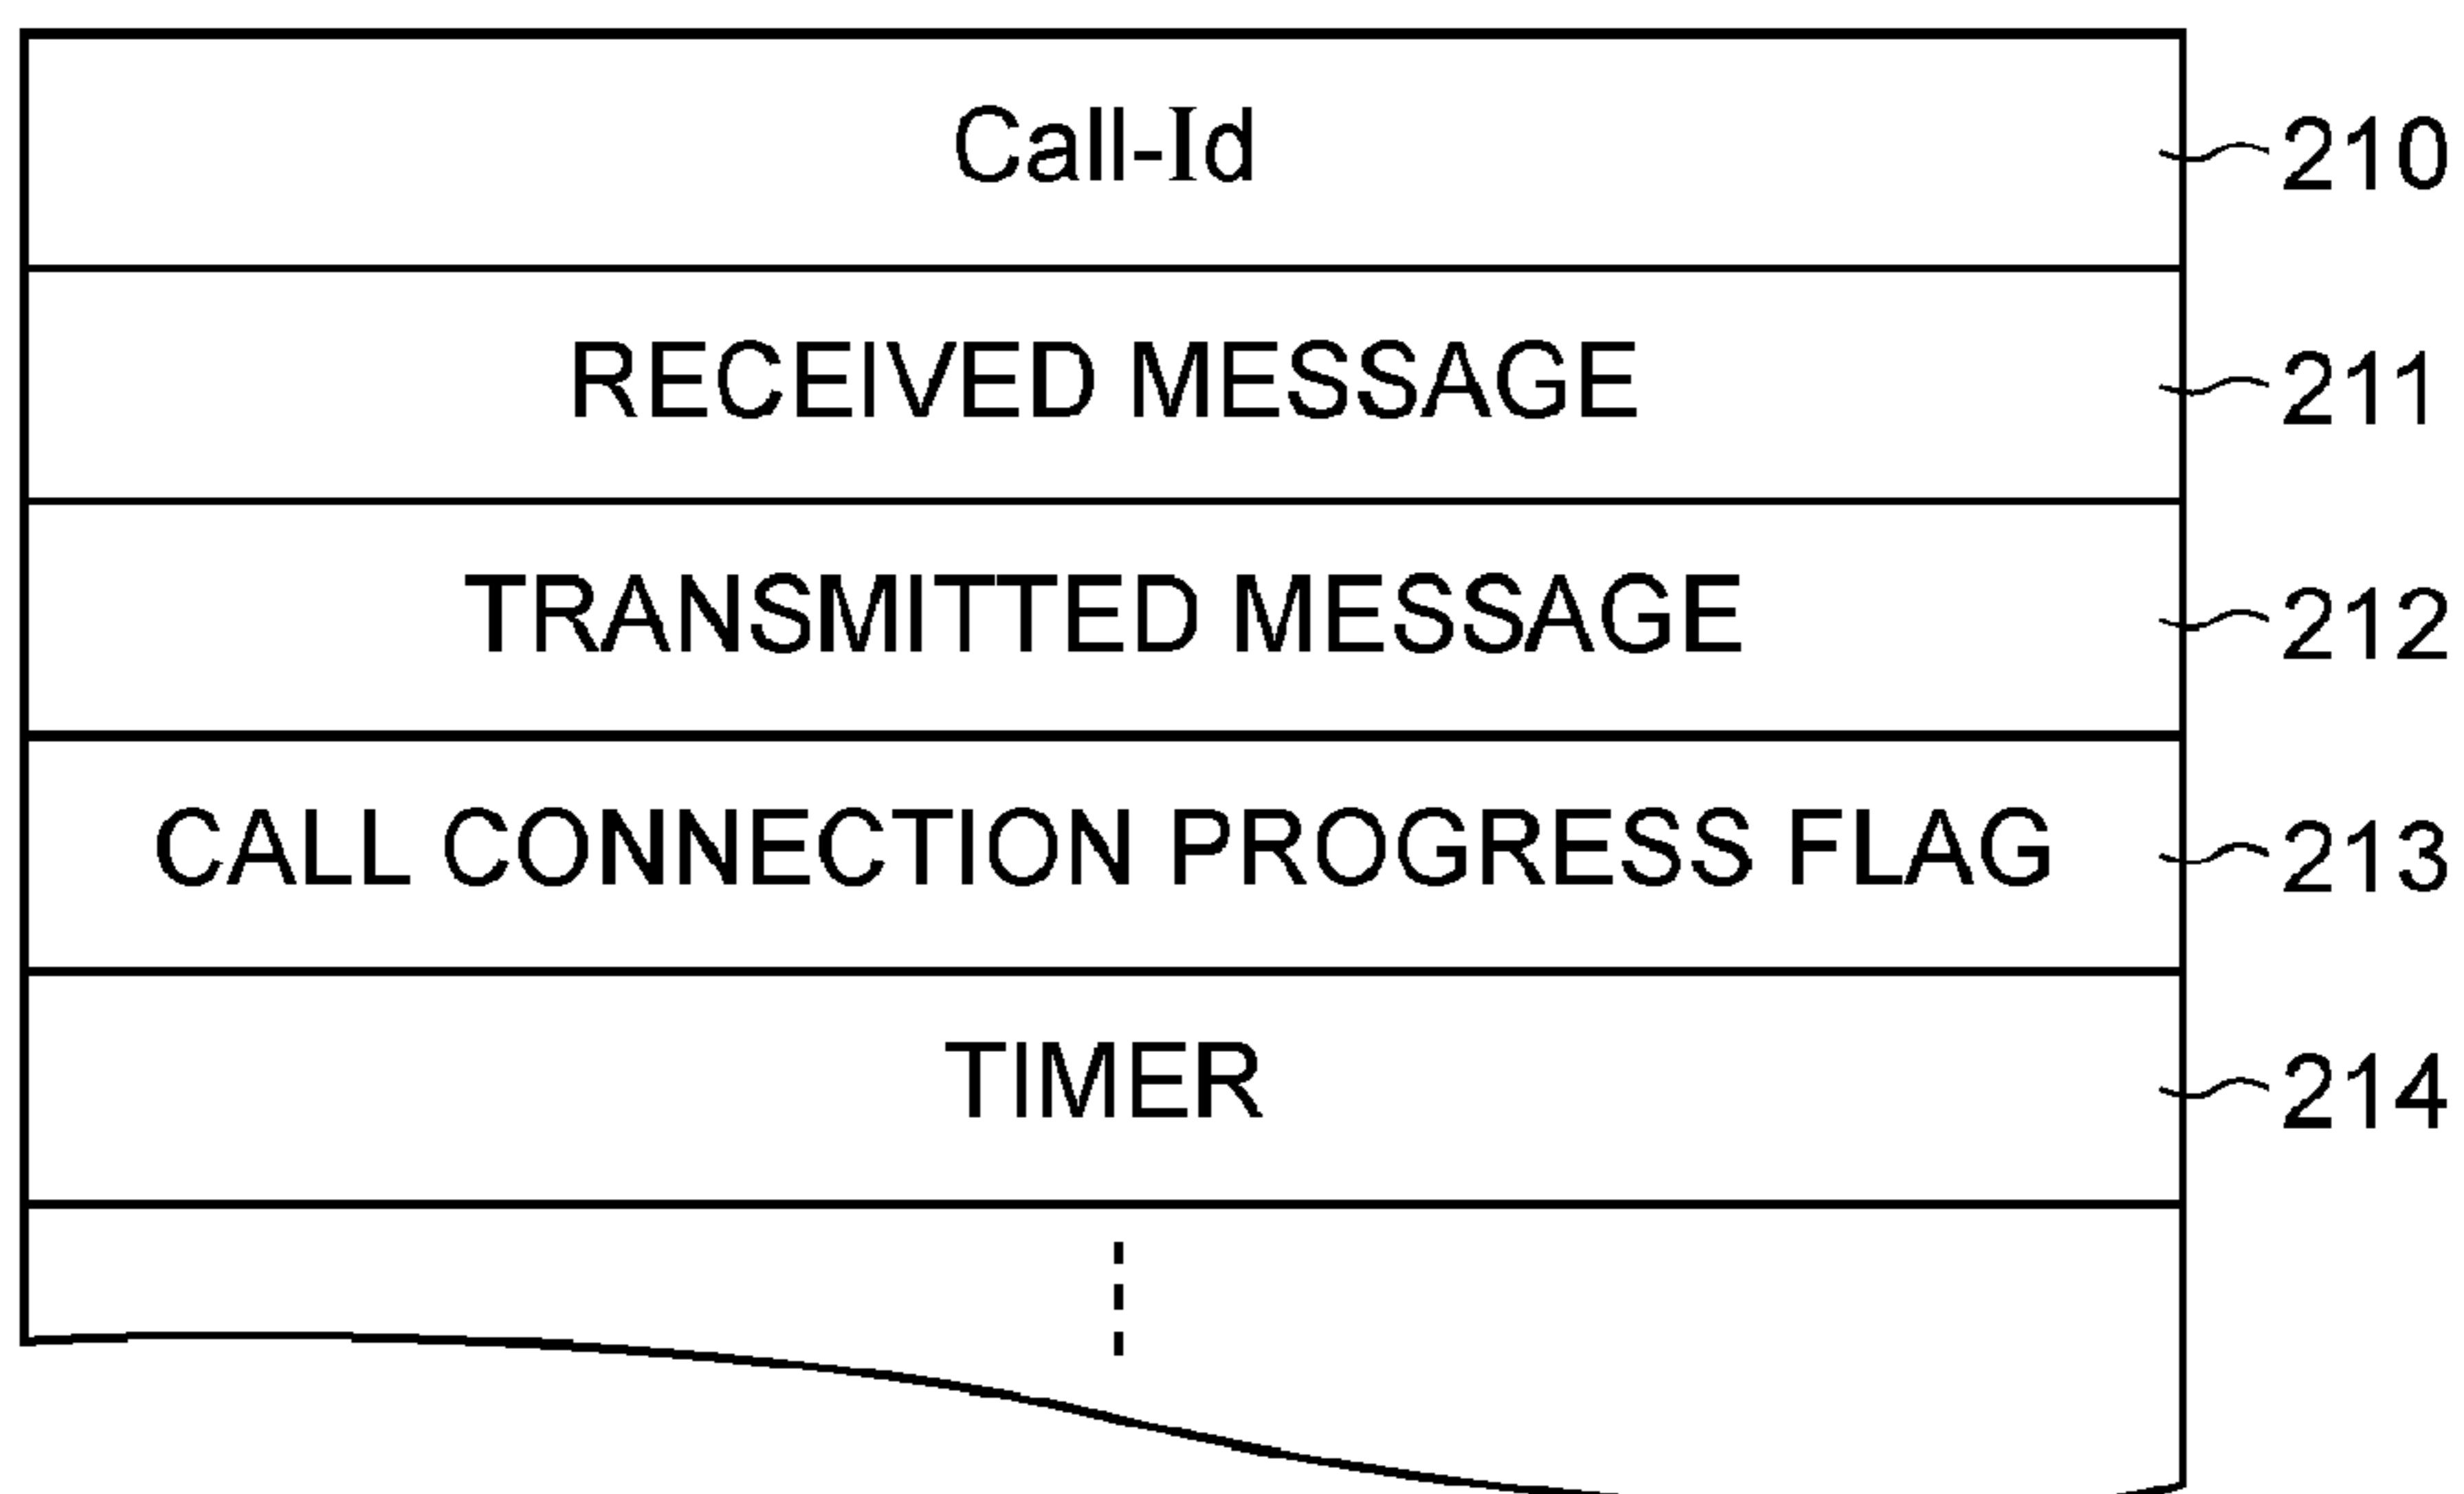 Call-Id 210
RECEIVED MESSAGE 211
TRANSMITTED MESSAGE 212
CALL CONNECTION PROGRESS FLAG 213
TIMER 214